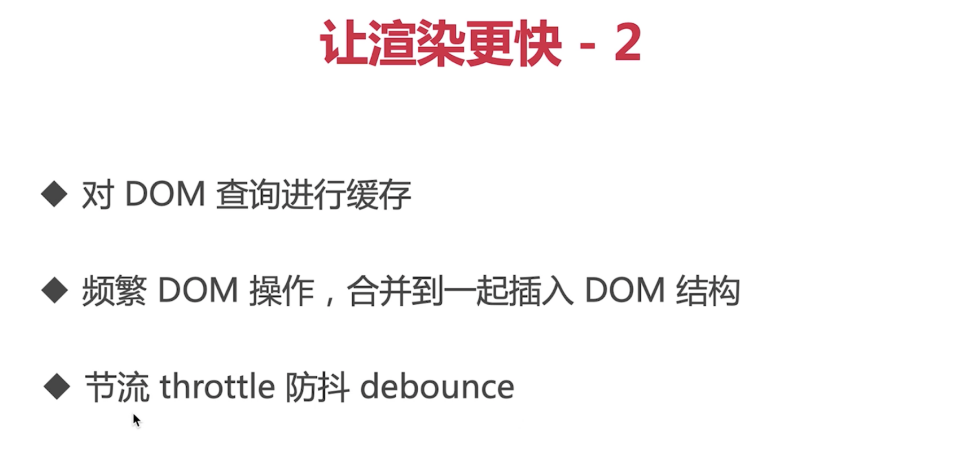 让渲染更快 - 2
◆ 对 DOM 查询进行缓存
◆ 频繁 DOM 操作，合并到一起插入 DOM 结构
◆ 节流 throttle 防抖 debounce